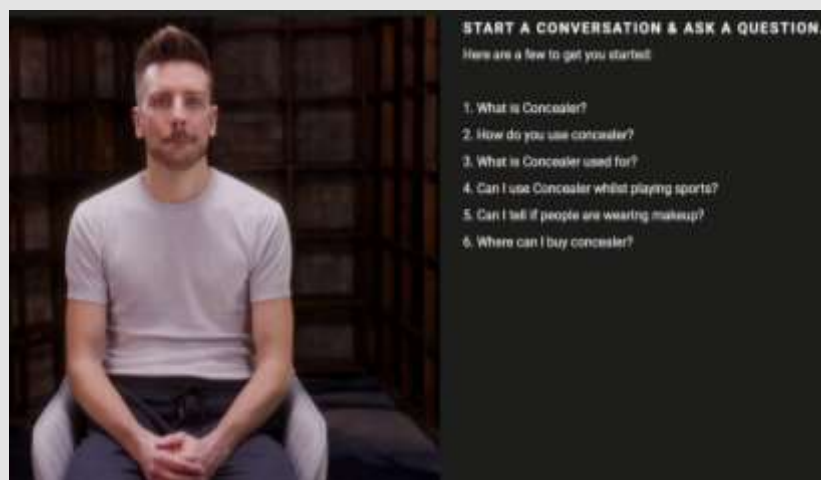 START A CONVERSATION & ASK A QUESTION.
Here are a few to get you started:
1. What is Concealer?
2. How do you use concealer?
3. What is Concealer used for?
4. Can I use Concealer whilst playing sports?
5. Can I tell if people are wearing makeup?
6. Where can I buy concealer?